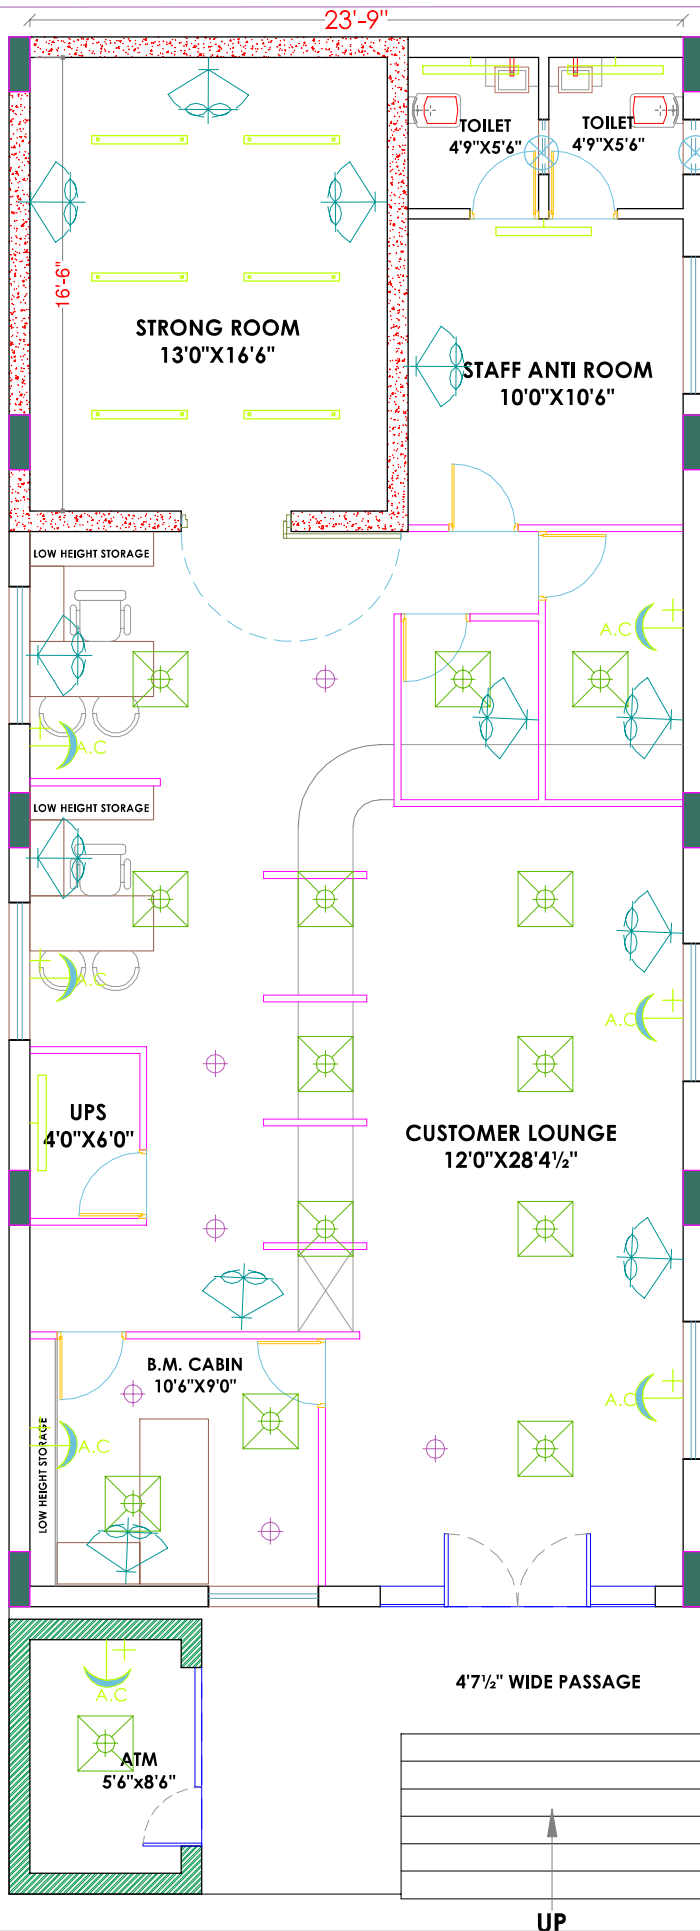 23'-9"
TOILET
4'9"X5'6"
TOILET
4'9"X5'6"
16'-6"
STRONG ROOM
13'0"X16'6"
STAFF ANTI ROOM
10'0"X10'6"
LOW HEIGHT STORAGE
A.C
A.C
LOW HEIGHT STORAGE
A.C
A.C
UPS
4'0"X6'0"
CUSTOMER LOUNGE
12'0"X28'4½"
B.M. CABIN
10'6"X9'0"
A.C
LOW HEIGHT STORAGE
A.C
4'7½" WIDE PASSAGE
A.C
ATM
5'6"x8'6"
UP